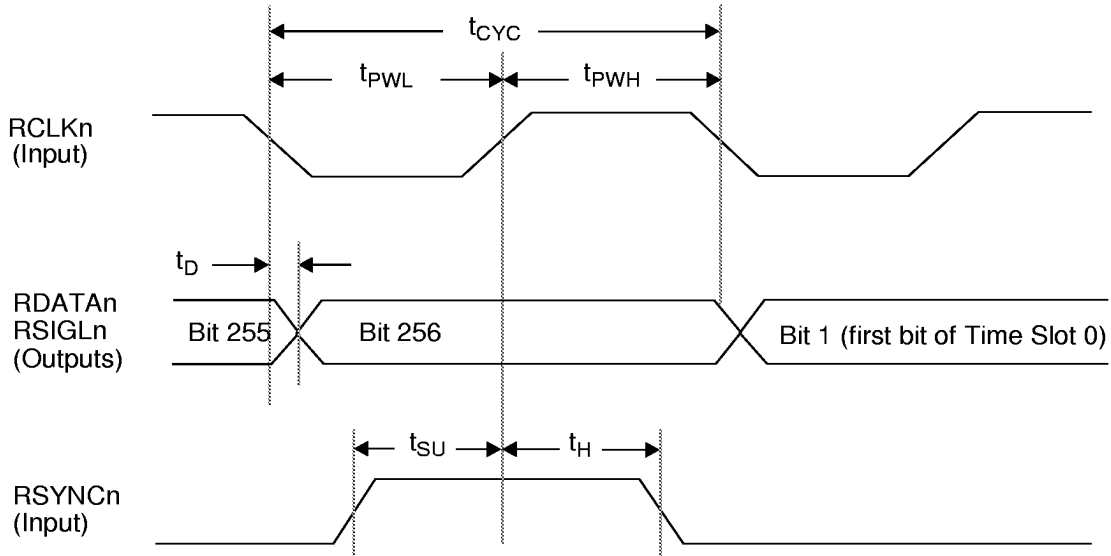 tCYC
tPWL
tPWH
RCLKn
(Input)
tD
RDATAn
RSIGLn
(Outputs)
Bit 255
Bit 256
Bit 1 (first bit of Time Slot 0)
tSU
tH
RSYNCn
(Input)